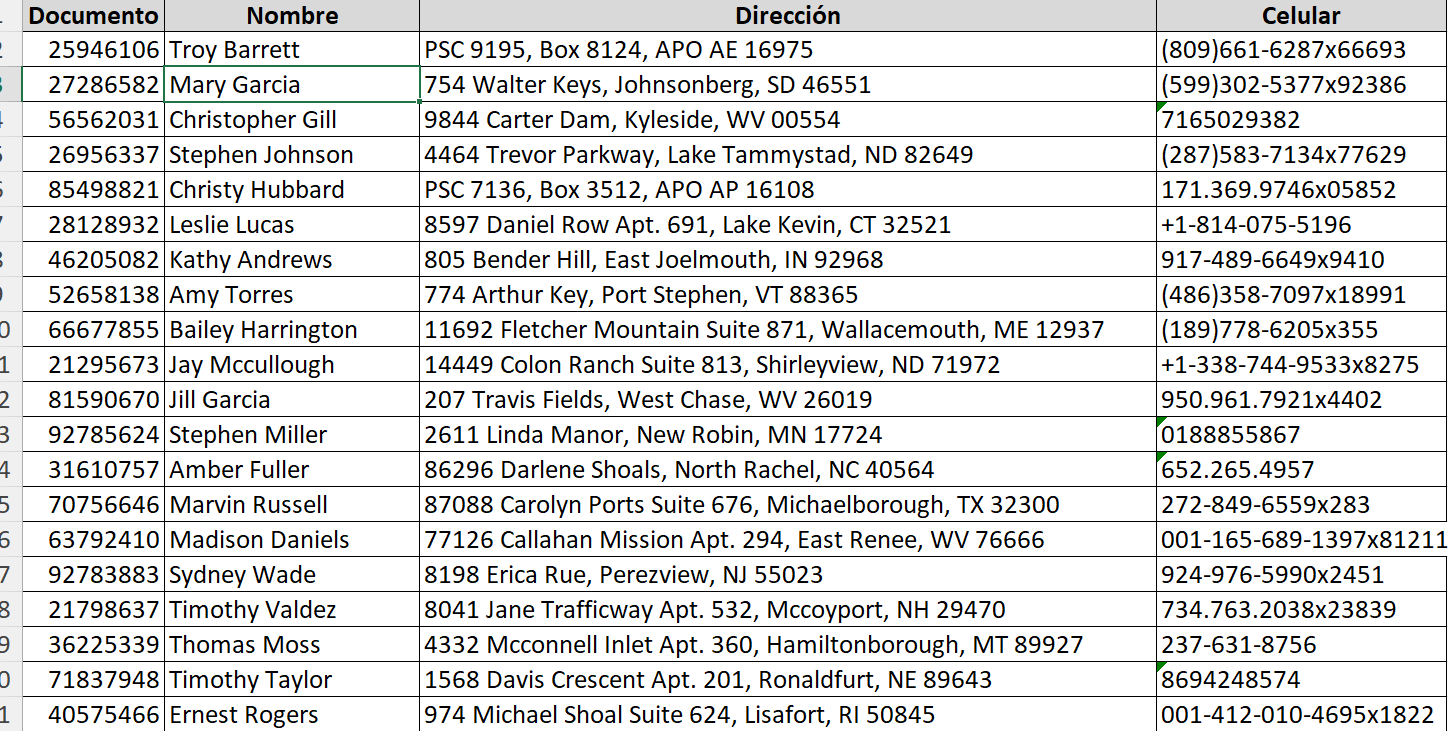 Documento Nombre Dirección Celular
25946106 Troy Barrett PSC 9195, Box 8124, APO AE 16975 (809)661-6287x66693
27286582 Mary Garcia 754 Walter Keys, Johnsonberg, SD 46551 (599)302-5377x92386
56562031 Christopher Gill 9844 Carter Dam, Kyleside, WV 00554 7165029382
26956337 Stephen Johnson 4464 Trevor Parkway, Lake Tammystad, ND 82649 (287)583-7134x77629
85498821 Christy Hubbard PSC 7136, Box 3512, APO AP 16108 171.369.9746x05852
28128932 Leslie Lucas 8597 Daniel Row Apt. 691, Lake Kevin, CT 32521 +1-814-075-5196
46205082 Kathy Andrews 805 Bender Hill, East Joelmouth, IN 92968 917-489-6649x9410
52658138 Amy Torres 774 Arthur Key, Port Stephen, VT 88365 (486)358-7097x18991
66677855 Bailey Harrington 11692 Fletcher Mountain Suite 871, Wallacemouth, ME 12937 (189)778-6205x355
21295673 Jay Mccullough 14449 Colon Ranch Suite 813, Shirleyview, ND 71972 +1-338-744-9533x8275
81590670 Jill Garcia 207 Travis Fields, West Chase, WV 26019 950.961.7921x4402
92785624 Stephen Miller 2611 Linda Manor, New Robin, MN 17724 0188855867
31610757 Amber Fuller 86296 Darlene Shoals, North Rachel, NC 40564 652.265.4957
70756646 Marvin Russell 87088 Carolyn Ports Suite 676, Michaelborough, TX 32300 272-849-6559x283
63792410 Madison Daniels 77126 Callahan Mission Apt. 294, East Renee, WV 76666 001-165-689-1397x81211
92783883 Sydney Wade 8198 Erica Rue, Perezview, NJ 55023 924-976-5990x2451
21798637 Timothy Valdez 8041 Jane Trafficway Apt. 532, Mccoyport, NH 29470 734.763.2038x23839
36225339 Thomas Moss 4332 Mcconnell Inlet Apt. 360, Hamiltonborough, MT 89927 237-631-8756
71837948 Timothy Taylor 1568 Davis Crescent Apt. 201, Ronaldfurt, NE 89643 8694248574
40575466 Ernest Rogers 974 Michael Shoal Suite 624, Lisafort, RI 50845 001-412-010-4695x1822